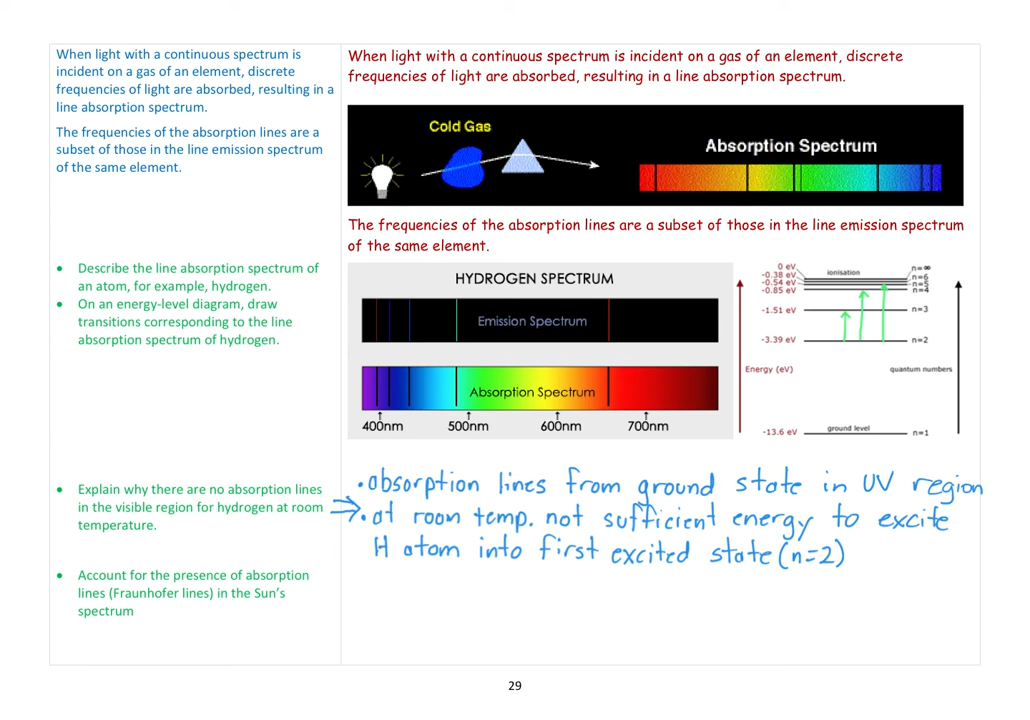 When light with a continuous spectrum is
incident on a gas of an element, discrete
frequencies of light are absorbed, resulting in a
line absorption spectrum.
The frequencies of the absorption lines are a
subset of those in the line emission spectrum
of the same element.
• Describe the line absorption spectrum of
an atom, for example, hydrogen.
• On an energy-level diagram, draw
transitions corresponding to the line
absorption spectrum of hydrogen.
• Explain why there are no absorption lines
in the visible region for hydrogen at room
temperature.
• Account for the presence of absorption
lines (Fraunhofer lines) in the Sun's
spectrum
When light with a continuous spectrum is incident on a gas of an element, discrete
frequencies of light are absorbed, resulting in a line absorption spectrum.
Cold Gas
Absorption Spectrum
The frequencies of the absorption lines are a subset of those in the line emission spectrum
of the same element.
HYDROGEN SPECTRUM
Emission Spectrum
Absorption Spectrum
400nm 500nm 600nm 700nm
0 eV ionisation n=∞
-0.38 eV n=6
-0.54 eV n=5
-0.85 eV n=4
-1.51 eV n=3
-3.39 eV n=2
Energy (eV) quantum numbers
-13.6 eV ground level n=1
• absorption lines from ground state in UV region
⇒ • at room temp. not sufficient energy to excite
H atom into first excited state (n=2)
29